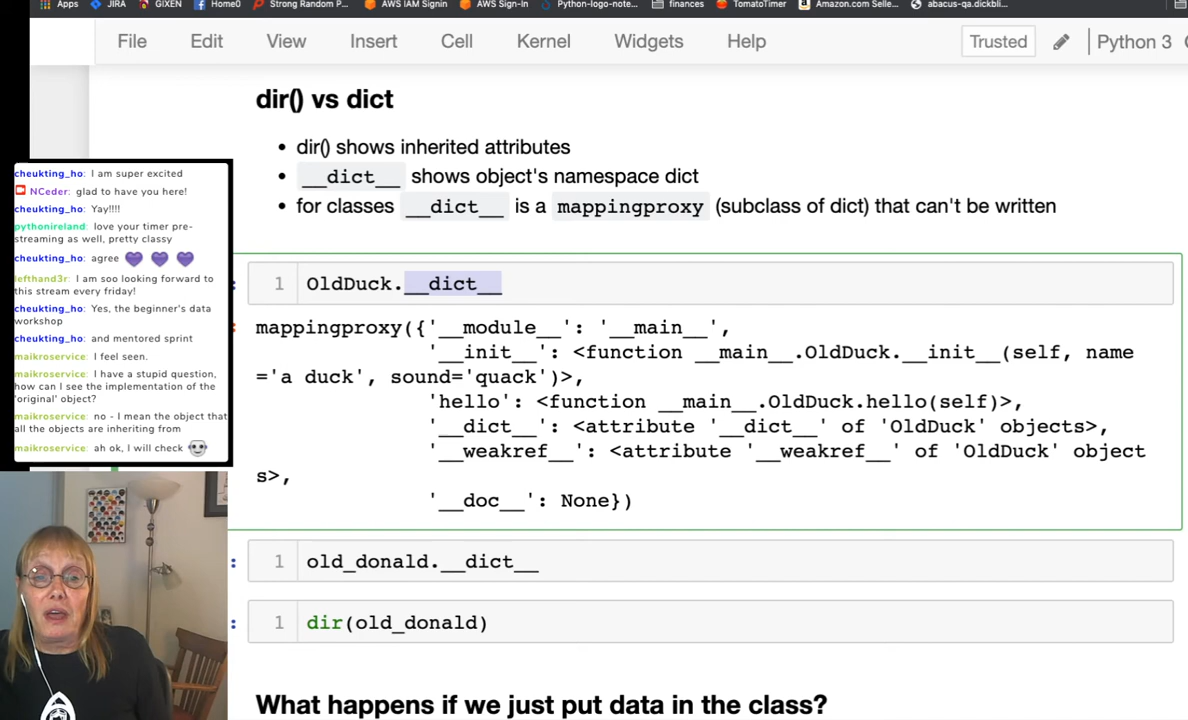 Apps JIRA GIXEN Home0 Strong Random P... AWS IAM Signin AWS Sign-In Python-logo-note... finances TomatoTimer Amazon.com Selle... abacus-qa.dickbli...
File Edit View Insert Cell Kernel Widgets Help Trusted Python 3
dir() vs dict
• dir() shows inherited attributes
• __dict__ shows object's namespace dict
• for classes __dict__ is a mappingproxy (subclass of dict) that can't be written
cheukting_ho: I am super excited
NCeder: glad to have you here!
cheukting_ho: Yay!!!!
pythonireland: love your timer pre-
streaming as well, pretty classy
cheukting_ho: agree 💜 💜 💜
lefthand3r: I am soo looking forward to
this stream every friday!
cheukting_ho: Yes, the beginner's data
workshop
cheukting_ho: and mentored sprint
maikroservice: I feel seen.
maikroservice: I have a stupid question,
how can I see the implementation of the
'original' object?
maikroservice: no - I mean the object that
all the objects are inheriting from
maikroservice: ah ok, I will check
1 OldDuck.__dict__
mappingproxy({'__module__': '__main__',
'__init__': <function __main__.OldDuck.__init__(self, name
='a duck', sound='quack')>,
'hello': <function __main__.OldDuck.hello(self)>,
'__dict__': <attribute '__dict__' of 'OldDuck' objects>,
'__weakref__': <attribute '__weakref__' of 'OldDuck' object
s>,
'__doc__': None})
1 old_donald.__dict__
1 dir(old_donald)
What happens if we just put data in the class?